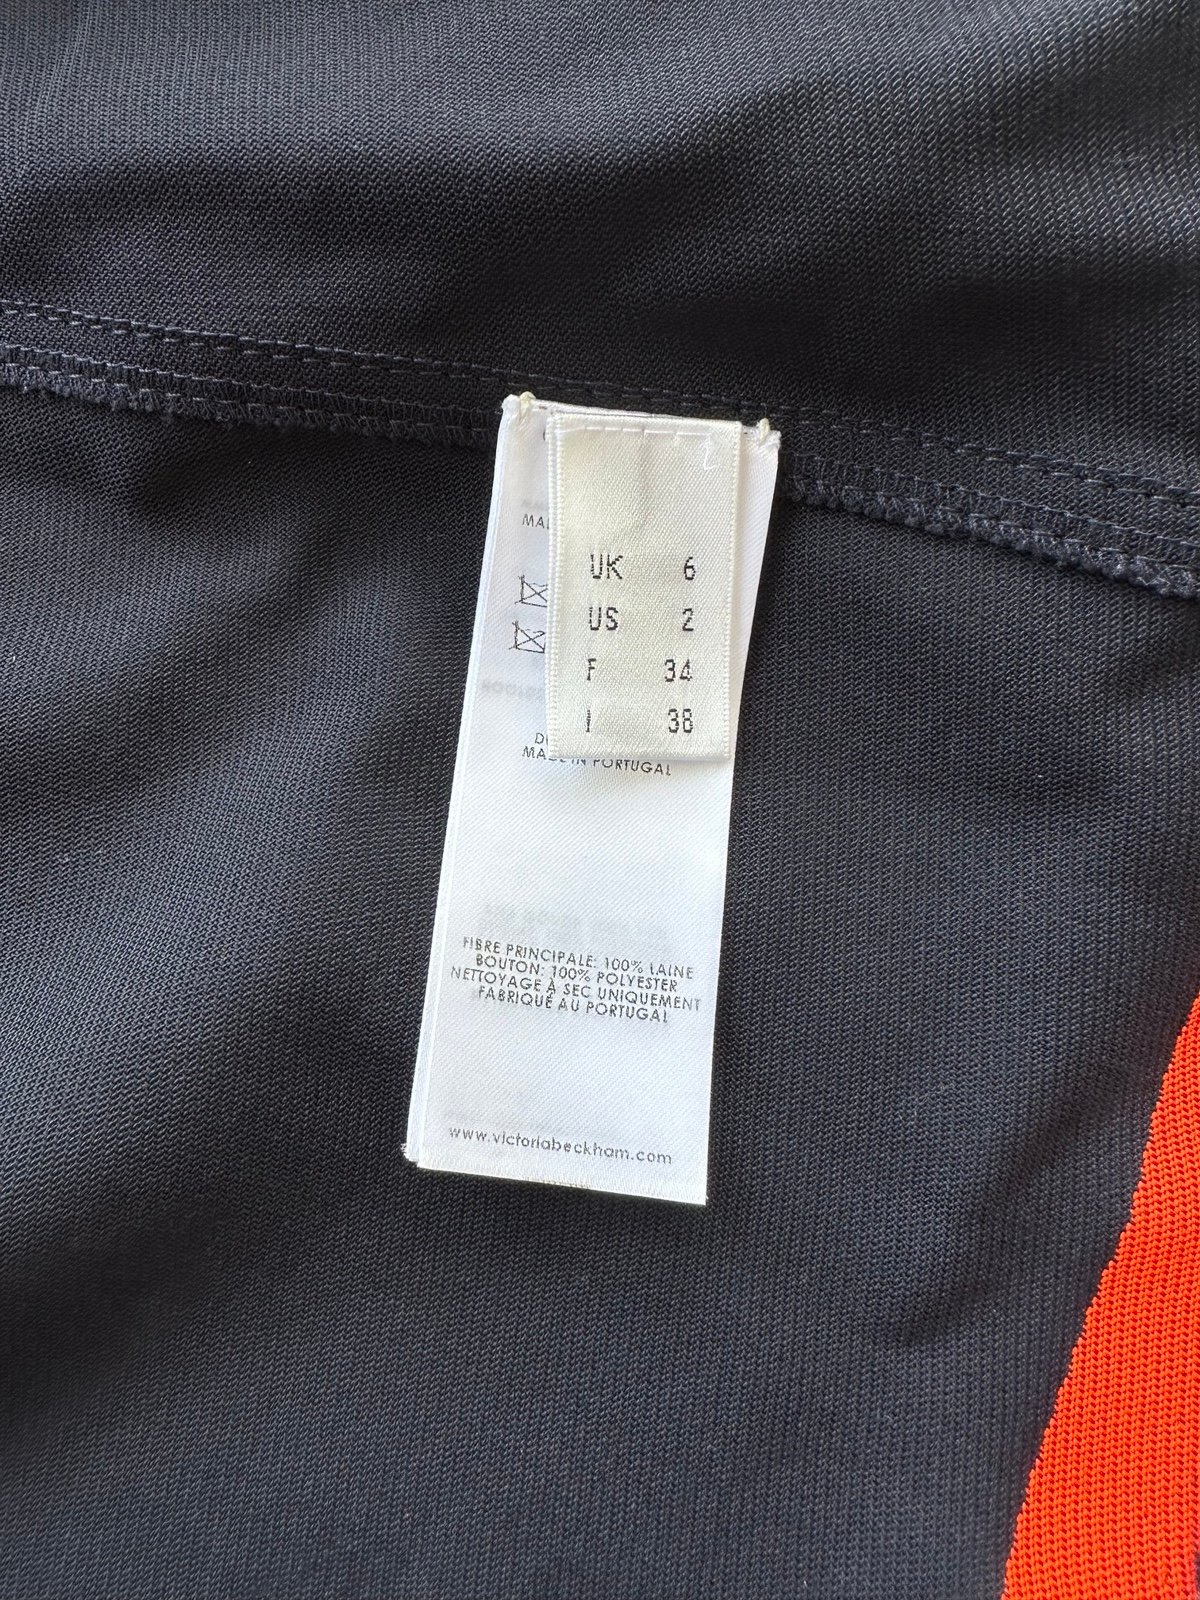 UK 6
US 2
F 34
I 38
MADE IN PORTUGAL
FIBRE PRINCIPALE: 100% LAINE
BOUTON: 100% POLYESTER
NETTOYAGE À SEC UNIQUEMENT
FABRIQUÉ AU PORTUGAL
www.victoriabeckham.com